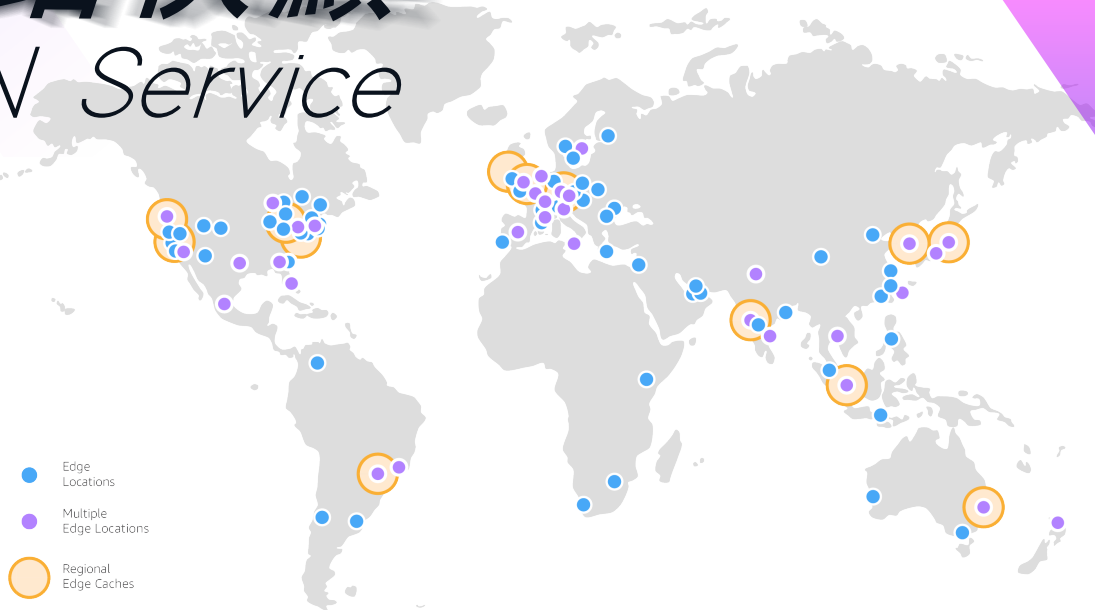 Service
Edge
Locations
Multiple
Edge Locations
Regional
Edge Caches